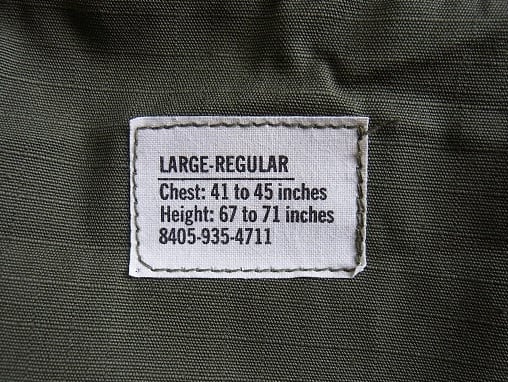 LARGE-REGULAR
Chest: 41 to 45 inches
Height: 67 to 71 inches
8405-935-4711